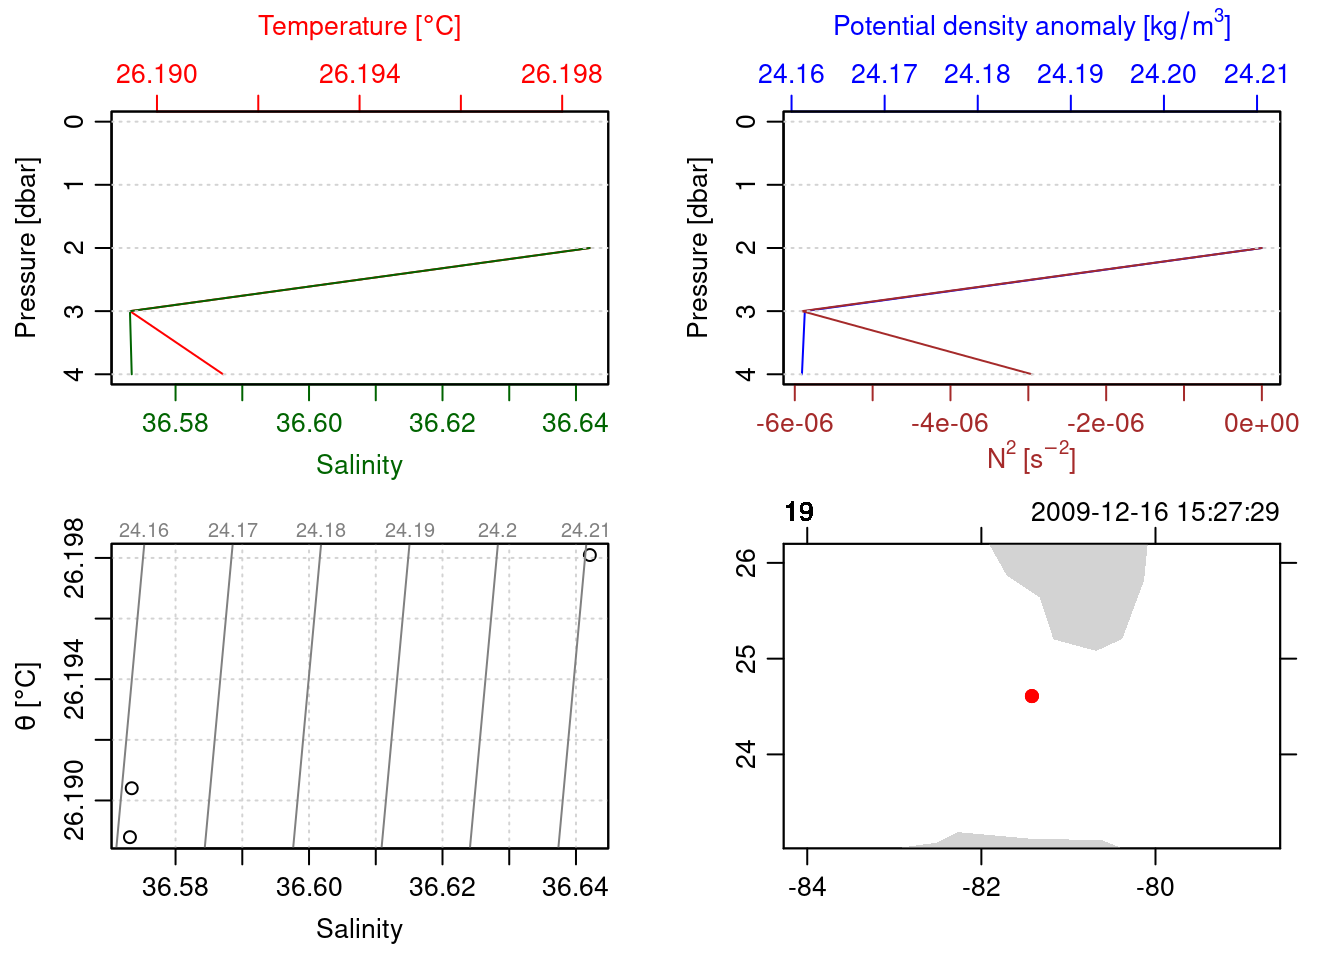 Temperature [°C]
26.190 26.194 26.198
0
1
2
3
4
Pressure [dbar]
36.58 36.60 36.62 36.64
Salinity
Potential density anomaly [kg/m³]
24.16 24.17 24.18 24.19 24.20 24.21
0
1
2
3
4
Pressure [dbar]
-6e-06 -4e-06 -2e-06 0e+00
N² [s⁻²]
24.16 24.17 24.18 24.19 24.2 24.21
26.198
26.194
26.190
θ [°C]
36.58 36.60 36.62 36.64
Salinity
19 2009-12-16 15:27:29
26
25
24
-84 -82 -80